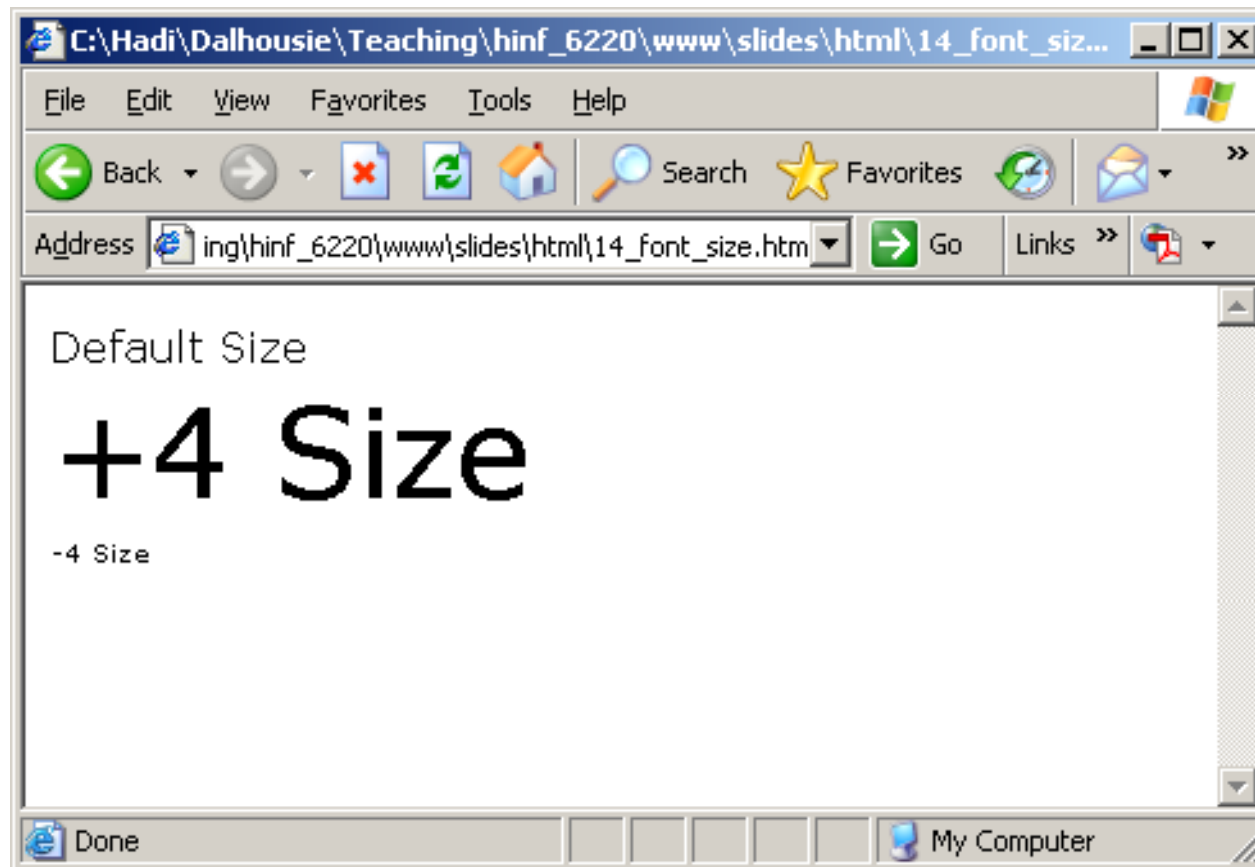 C:\Hadi\Dalhousie\Teaching\hinf_6220\www\slides\html\14_font_siz...
File Edit View Favorites Tools Help
Back Search Favorites »
Address ing\hinf_6220\www\slides\html\14_font_size.htm Go Links »
Default Size
+4 Size
-4 Size
Done My Computer